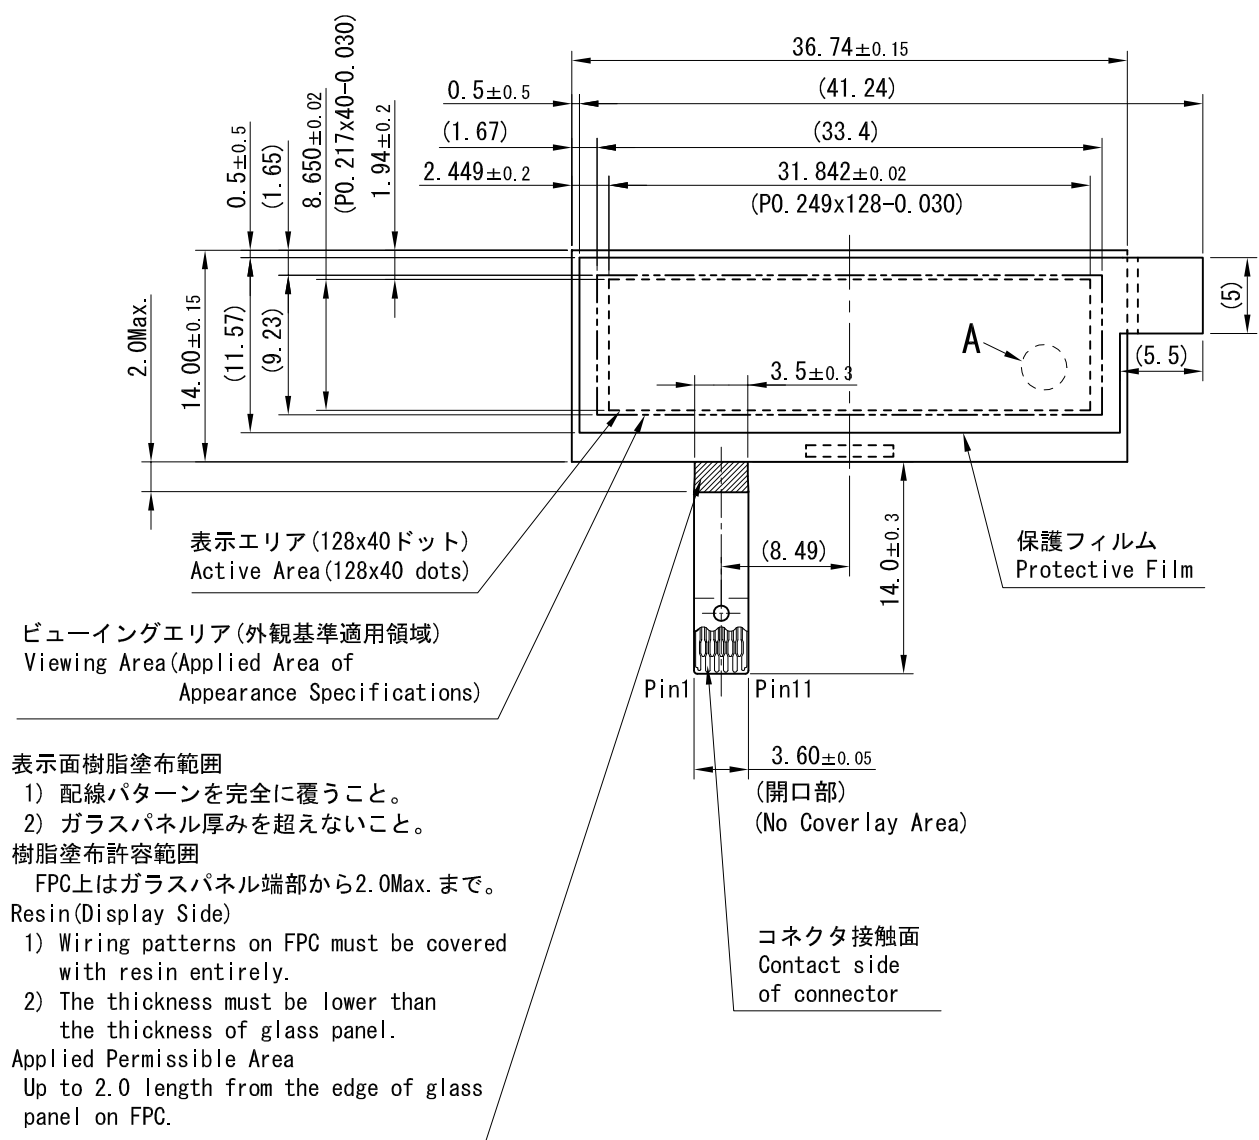 36.74±0.15
0.5±0.5
(41.24)
(1.67)
(33.4)
2.449±0.2
31.842±0.02
(P0.249x128-0.030)
0.5±0.5
(1.65)
8.650±0.02
(P0.217x40-0.030)
1.94±0.2
2.0Max.
14.00±0.15
(11.57)
(9.23)
(5)
A
(5.5)
3.5±0.3
表示エリア(128x40ドット)
Active Area(128x40 dots)
(8.49)
14.0±0.3
保護フィルム
Protective Film
ビューイングエリア(外観基準適用領域)
Viewing Area(Applied Area of
Appearance Specifications)
Pin1
Pin11
3.60±0.05
(開口部)
(No Coverlay Area)
表示面樹脂塗布範囲
1) 配線パターンを完全に覆うこと。
2) ガラスパネル厚みを超えないこと。
樹脂塗布許容範囲
FPC上はガラスパネル端部から2.0Max.まで。
Resin(Display Side)
1) Wiring patterns on FPC must be covered
with resin entirely.
2) The thickness must be lower than
the thickness of glass panel.
Applied Permissible Area
Up to 2.0 length from the edge of glass
panel on FPC.
コネクタ接触面
Contact side
of connector